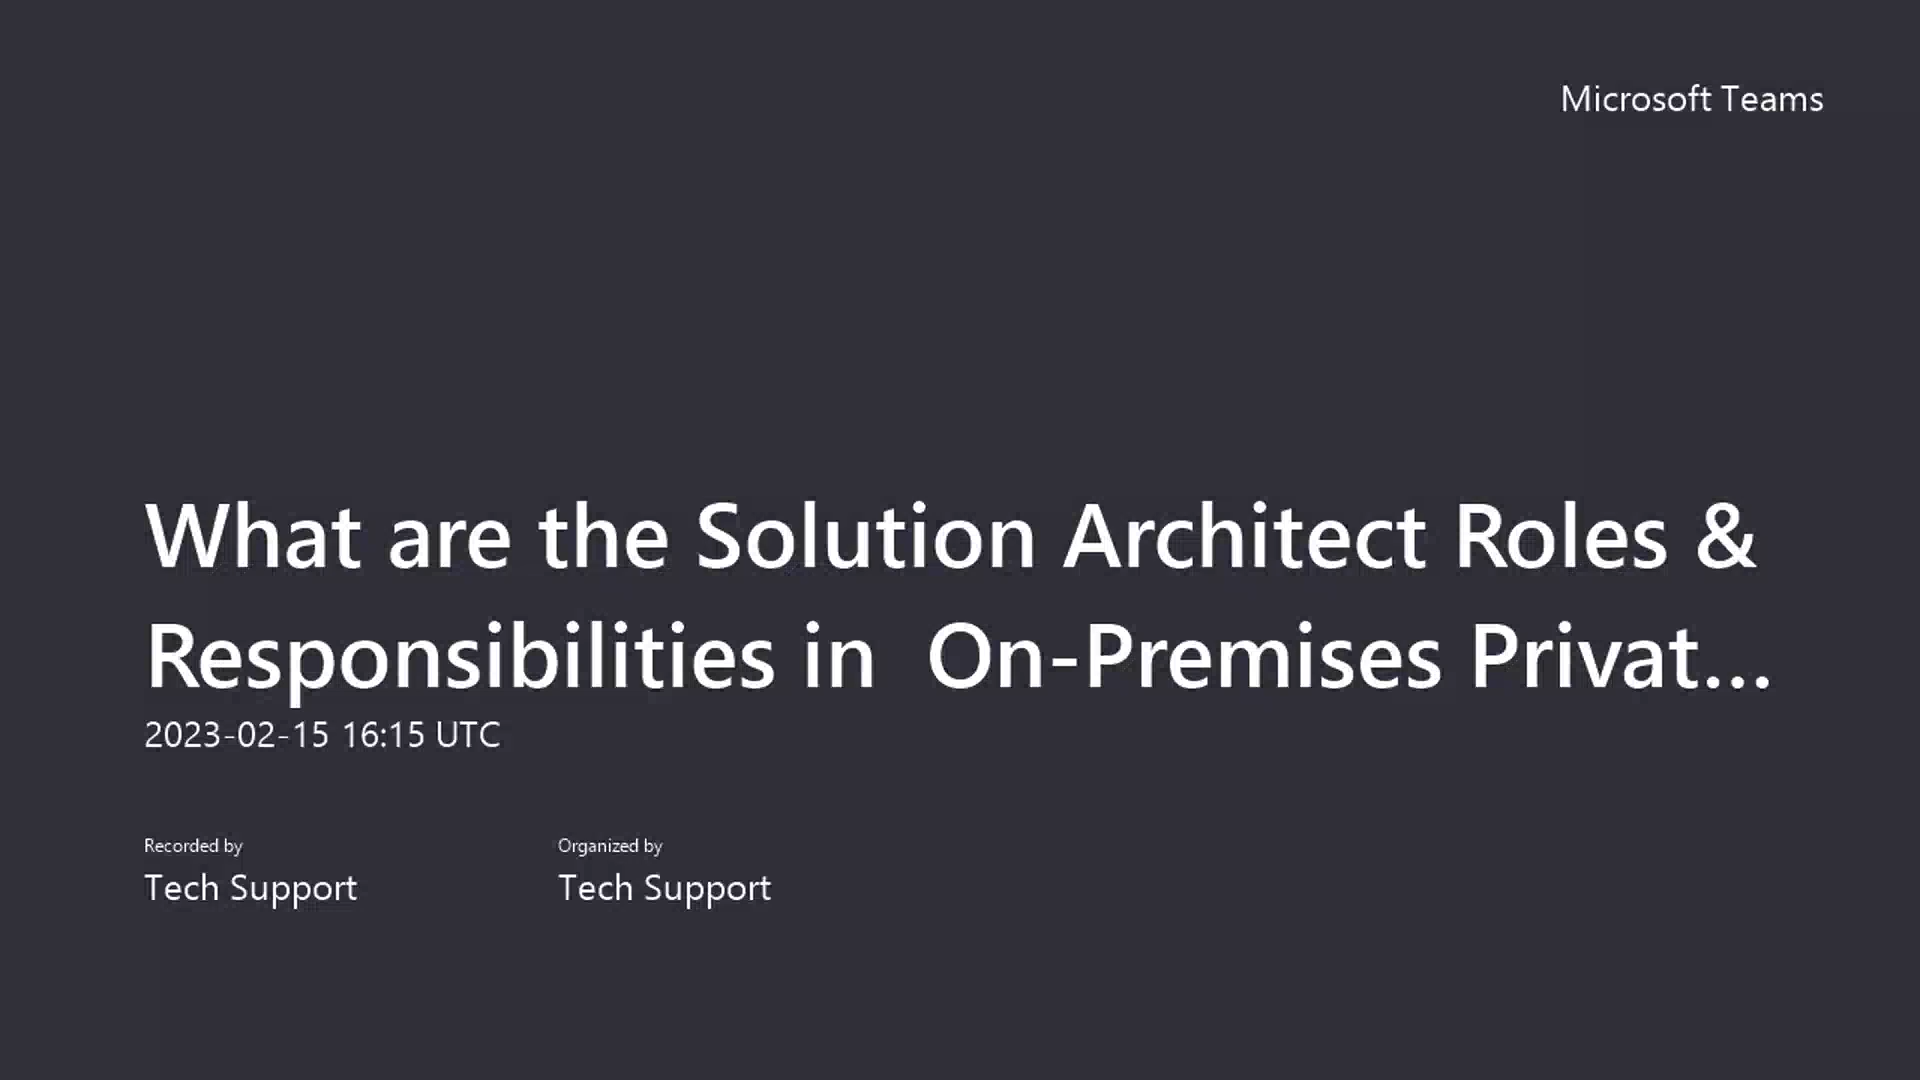 Microsoft Teams
What are the Solution Architect Roles &
Responsibilities in  On-Premises Privat...
2023-02-15 16:15 UTC
Recorded by
Organized by
Tech Support
Tech Support